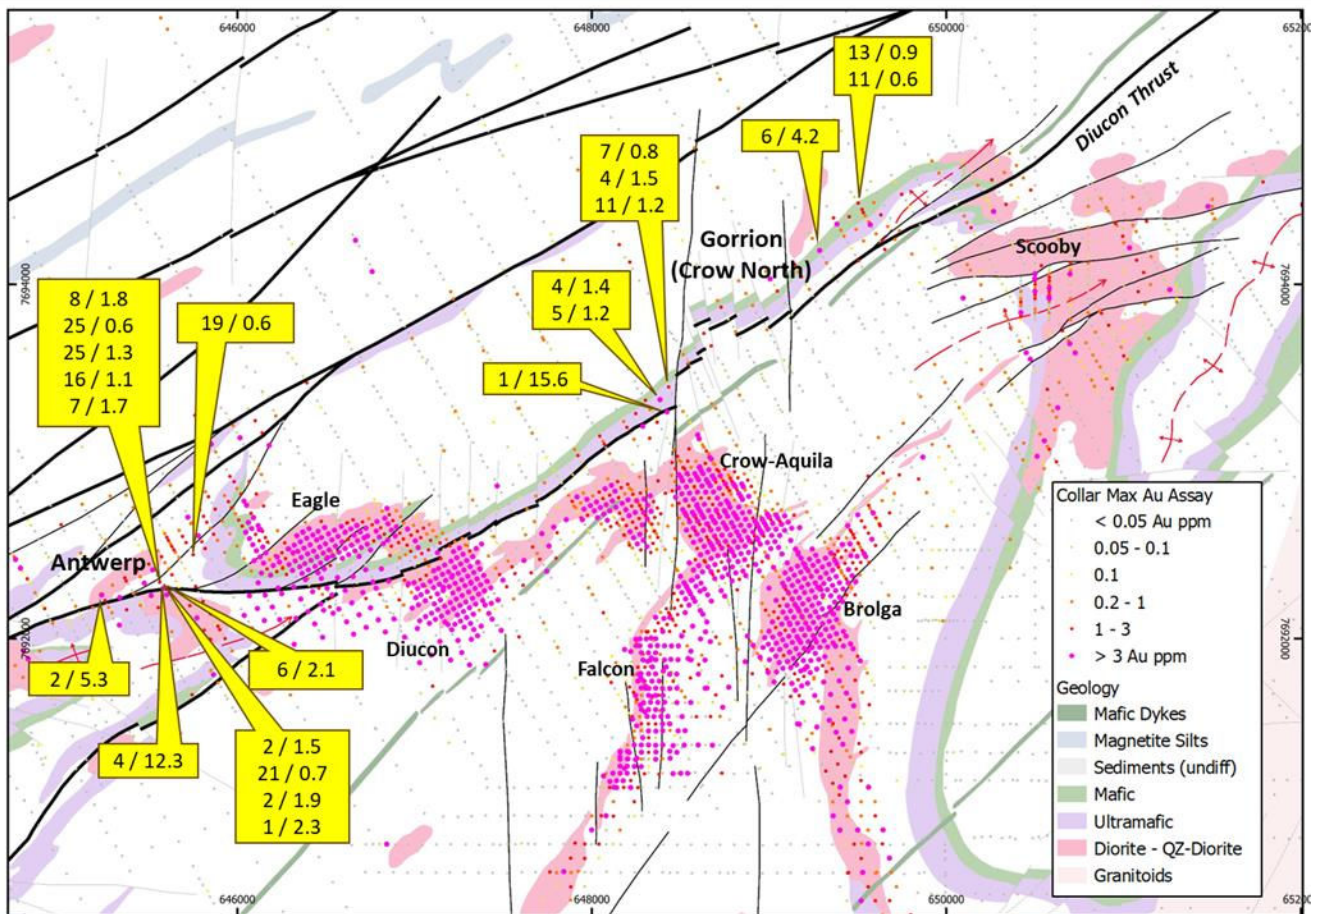 646000
648000
650000
652000
13 / 0.9
11 / 0.6
Diucon Thrust
6 / 4.2
7 / 0.8
4 / 1.5
11 / 1.2
Gorrion
(Crow North)
Scooby
7694000
7694000
8 / 1.8
25 / 0.6
25 / 1.3
16 / 1.1
7 / 1.7
19 / 0.6
4 / 1.4
5 / 1.2
1 / 15.6
Crow-Aquila
Eagle
Antwerp
Brolga
Diucon
Falcon
7692000
7692000
6 / 2.1
2 / 5.3
4 / 12.3
2 / 1.5
21 / 0.7
2 / 1.9
1 / 2.3
Collar Max Au Assay
< 0.05 Au ppm
0.05 - 0.1
0.1
0.2 - 1
1 - 3
> 3 Au ppm
Geology
Mafic Dykes
Magnetite Silts
Sediments (undiff)
Mafic
Ultramafic
Diorite - QZ-Diorite
Granitoids
646000
648000
650000